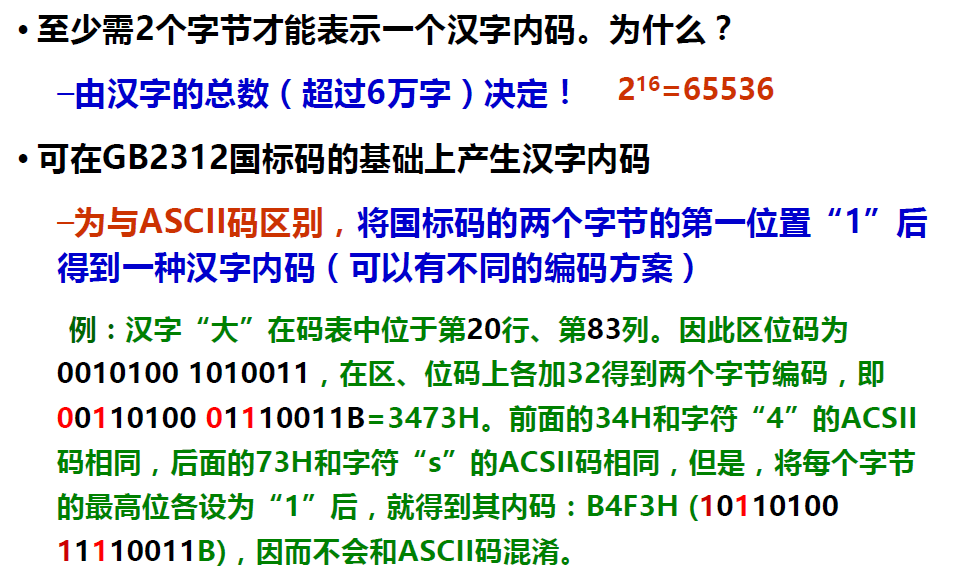 • 至少需2个字节才能表示一个汉字内码。为什么？
–由汉字的总数（超过6万字）决定！ 2¹⁶=65536
• 可在GB2312国标码的基础上产生汉字内码
–为与ASCII码区别，将国标码的两个字节的第一位置“1”后
得到一种汉字内码（可以有不同的编码方案）
例：汉字“大”在码表中位于第20行、第83列。因此区位码为
0010100 1010011，在区、位码上各加32得到两个字节编码，即
00110100 01110011B=3473H。前面的34H和字符“4”的ACSII
码相同，后面的73H和字符“s”的ACSII码相同，但是，将每个字节
的最高位各设为“1”后，就得到其内码：B4F3H (10110100
11110011B)，因而不会和ASCII码混淆。